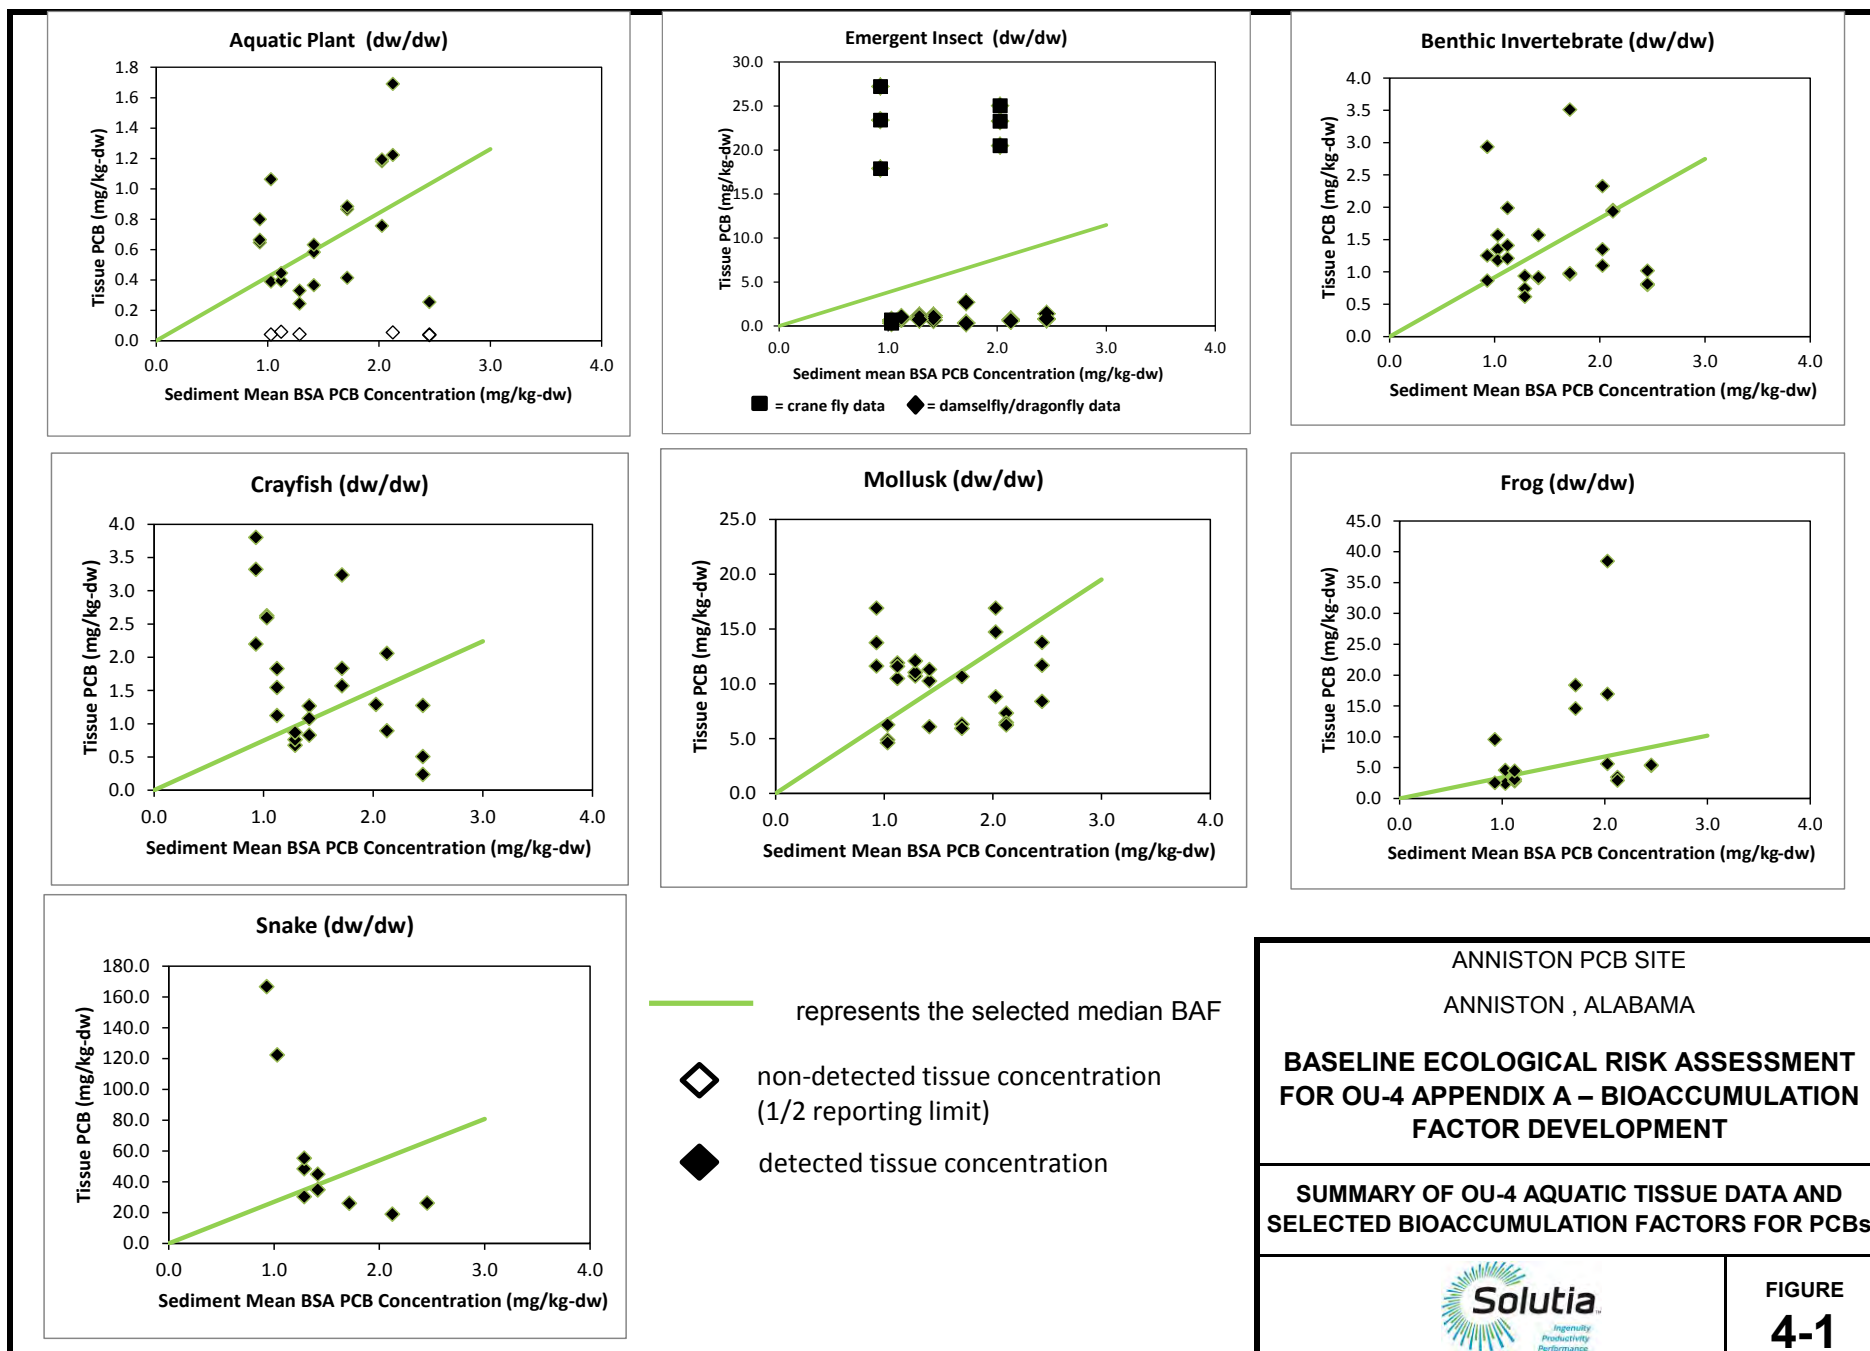 Aquatic Plant (dw/dw)
Tissue PCB (mg/kg-dw)
1.8
1.6
1.4
1.2
1.0
0.8
0.6
0.4
0.2
0.0
0.0 1.0 2.0 3.0 4.0
Sediment Mean BSA PCB Concentration (mg/kg-dw)
Emergent Insect (dw/dw)
Tissue PCB (mg/kg-dw)
30.0
25.0
20.0
15.0
10.0
5.0
0.0
0.0 1.0 2.0 3.0 4.0
Sediment mean BSA PCB Concentration (mg/kg-dw)
= crane fly data = damselfly/dragonfly data
Benthic Invertebrate (dw/dw)
Tissue PCB (mg/kg-dw)
4.0
3.5
3.0
2.5
2.0
1.5
1.0
0.5
0.0
0.0 1.0 2.0 3.0 4.0
Sediment Mean BSA PCB Concentration (mg/kg-dw)
Crayfish (dw/dw)
Tissue PCB (mg/kg-dw)
4.0
3.5
3.0
2.5
2.0
1.5
1.0
0.5
0.0
0.0 1.0 2.0 3.0 4.0
Sediment Mean BSA PCB Concentration (mg/kg-dw)
Mollusk (dw/dw)
Tissue PCB (mg/kg-dw)
25.0
20.0
15.0
10.0
5.0
0.0
0.0 1.0 2.0 3.0 4.0
Sediment Mean BSA PCB Concentration (mg/kg-dw)
Frog (dw/dw)
Tissue PCB (mg/kg-dw)
45.0
40.0
35.0
30.0
25.0
20.0
15.0
10.0
5.0
0.0
0.0 1.0 2.0 3.0 4.0
Sediment Mean BSA PCB Concentration (mg/kg-dw)
Snake (dw/dw)
Tissue PCB (mg/kg-dw)
180.0
160.0
140.0
120.0
100.0
80.0
60.0
40.0
20.0
0.0
0.0 1.0 2.0 3.0 4.0
Sediment Mean BSA PCB Concentration (mg/kg-dw)
represents the selected median BAF
non-detected tissue concentration
(1/2 reporting limit)
detected tissue concentration
ANNISTON PCB SITE
ANNISTON , ALABAMA
BASELINE ECOLOGICAL RISK ASSESSMENT
FOR OU-4 APPENDIX A – BIOACCUMULATION
FACTOR DEVELOPMENT
SUMMARY OF OU-4 AQUATIC TISSUE DATA AND
SELECTED BIOACCUMULATION FACTORS FOR PCBs
Solutia
Ingenuity
Productivity
Performance
FIGURE
4-1